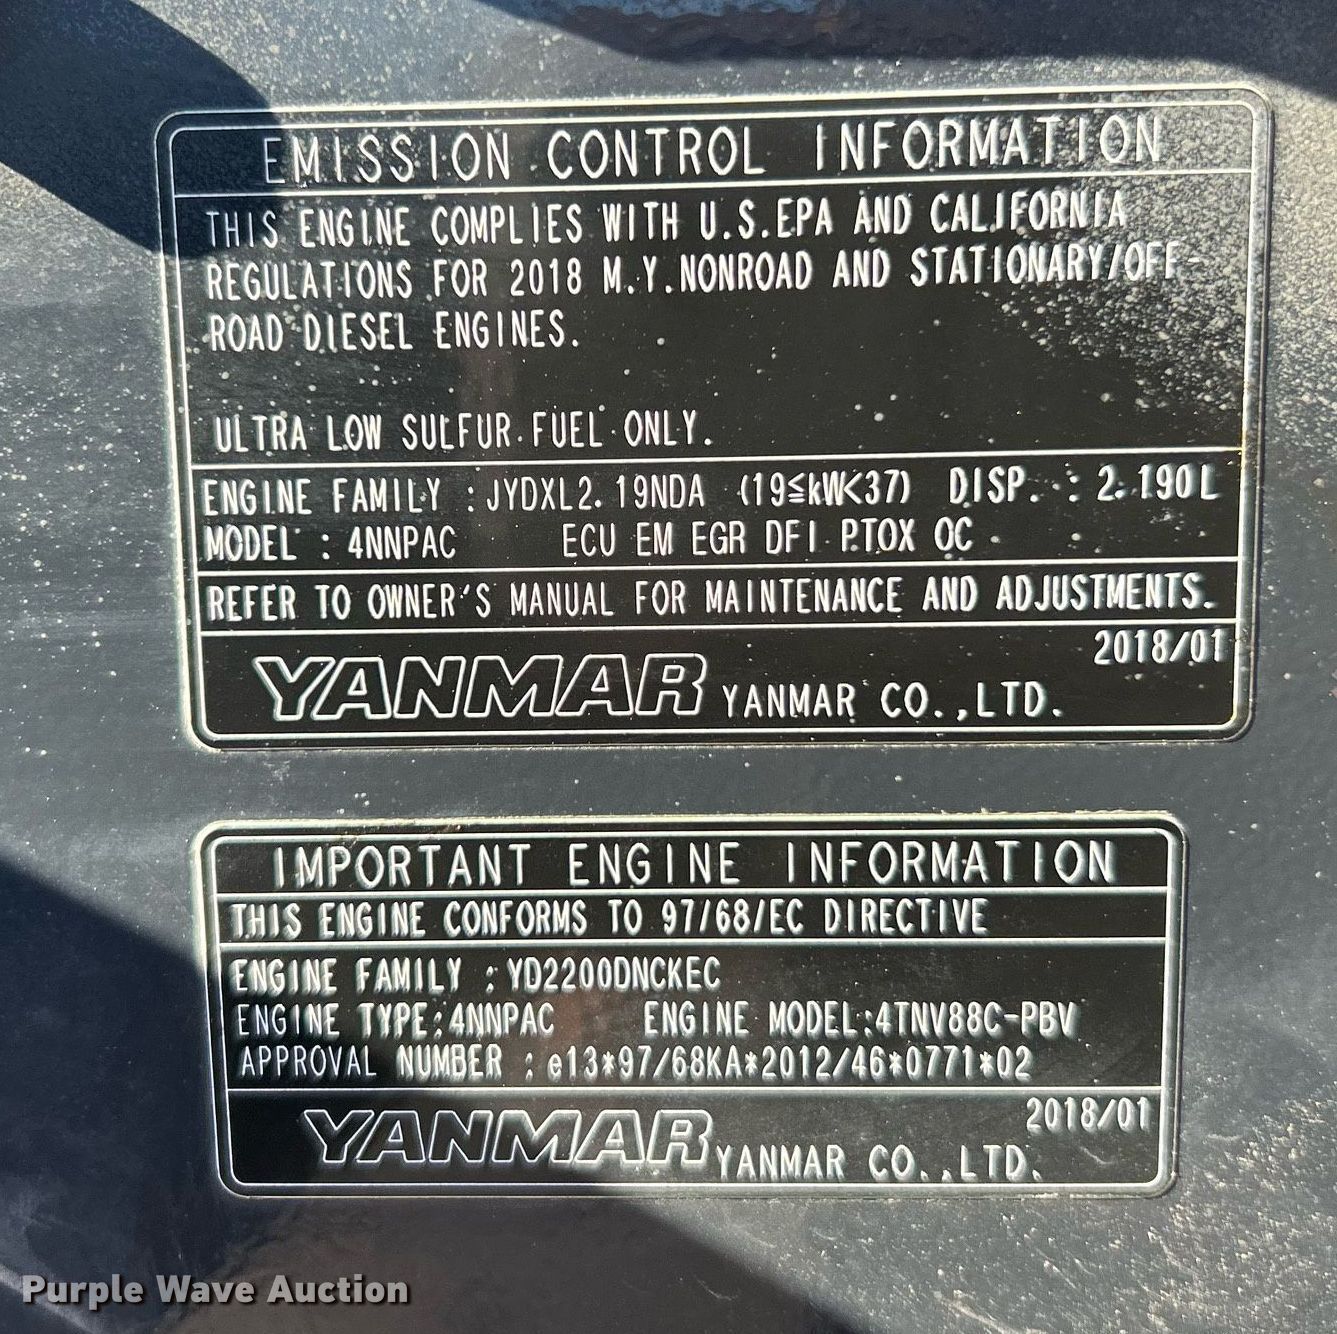 EMISSION CONTROL INFORMATION
THIS ENGINE COMPLIES WITH U.S.EPA AND CALIFORNIA
REGULATIONS FOR 2018 M.Y.NONROAD AND STATIONARY/OFF-
ROAD DIESEL ENGINES.
ULTRA LOW SULFUR FUEL ONLY.
ENGINE FAMILY : JYDXL2.19NDA (19≦kW<37) DISP. : 2.190L
MODEL : 4NNPAC ECU EM EGR DFI PTOX OC
REFER TO OWNER'S MANUAL FOR MAINTENANCE AND ADJUSTMENTS.
2018/01
YANMAR YANMAR CO.,LTD.
IMPORTANT ENGINE INFORMATION
THIS ENGINE CONFORMS TO 97/68/EC DIRECTIVE
ENGINE FAMILY : YD2200DNCKEC
ENGINE TYPE:4NNPAC ENGINE MODEL:4TNV88C-PBV
APPROVAL NUMBER : e13*97/68KA*2012/46*0771*02
2018/01
YANMAR YANMAR CO.,LTD.
Purple Wave Auction